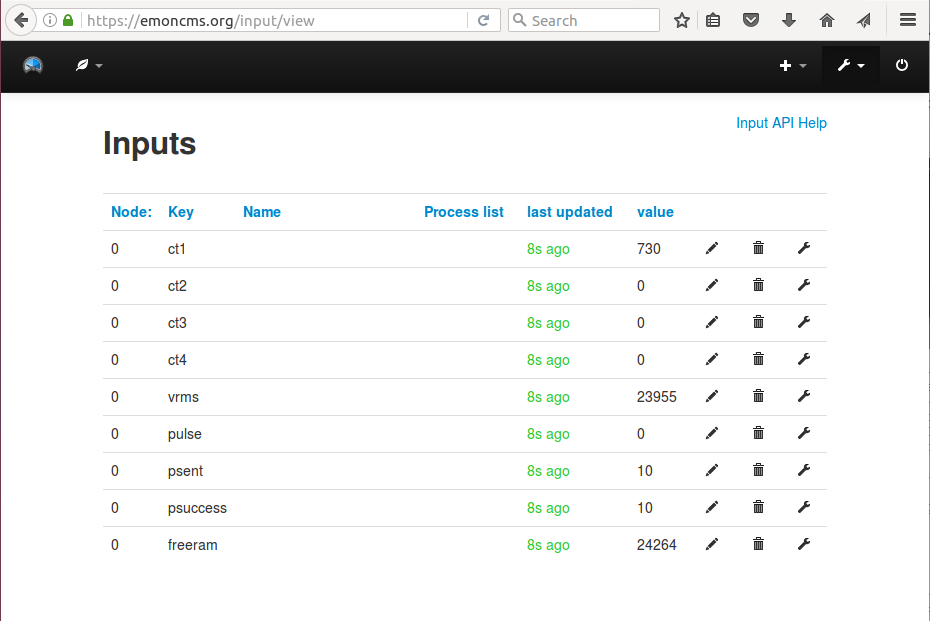 https://emoncms.org/input/view
Search
Input API Help
Inputs
Node: Key Name Process list last updated value
0 ct1 8s ago 730
0 ct2 8s ago 0
0 ct3 8s ago 0
0 ct4 8s ago 0
0 vrms 8s ago 23955
0 pulse 8s ago 0
0 psent 8s ago 10
0 psuccess 8s ago 10
0 freeram 8s ago 24264